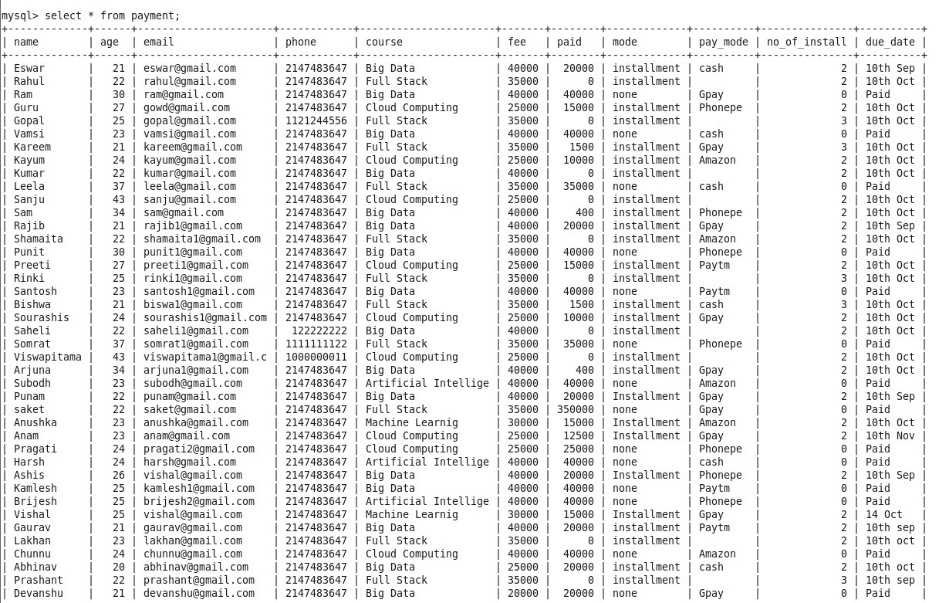 mysql> select * from payment;
+-------------+-----+---------------------+------------+--------------------+-------+--------+-------------+----------+---------------+----------+
| name | age | email | phone | course | fee | paid | mode | pay_mode | no_of_install | due_date |
+-------------+-----+---------------------+------------+--------------------+-------+--------+-------------+----------+---------------+----------+
| Eswar | 21 | eswar@gmail.com | 2147483647 | Big Data | 40000 | 20000 | installment | cash | 2 | 10th Sep |
| Rahul | 22 | rahul@gmail.com | 2147483647 | Full Stack | 35000 | 0 | installment | | 2 | 10th Oct |
| Ram | 30 | ram@gmail.com | 2147483647 | Big Data | 40000 | 40000 | none | Gpay | 0 | Paid |
| Guru | 27 | gowd@gmail.com | 2147483647 | Cloud Computing | 25000 | 15000 | installment | Phonepe | 2 | 10th Oct |
| Gopal | 25 | gopal@gmail.com | 1121244556 | Full Stack | 35000 | 0 | installment | | 3 | 10th Oct |
| Vamsi | 23 | vamsi@gmail.com | 2147483647 | Big Data | 40000 | 40000 | none | cash | 0 | Paid |
| Kareem | 21 | kareem@gmail.com | 2147483647 | Full Stack | 35000 | 1500 | installment | Gpay | 3 | 10th Oct |
| Kayum | 24 | kayum@gmail.com | 2147483647 | Cloud Computing | 25000 | 10000 | installment | Amazon | 2 | 10th Oct |
| Kumar | 22 | kumar@gmail.com | 2147483647 | Big Data | 40000 | 0 | installment | | 2 | 10th Oct |
| Leela | 37 | leela@gmail.com | 2147483647 | Full Stack | 35000 | 35000 | none | cash | 0 | Paid |
| Sanju | 43 | sanju@gmail.com | 2147483647 | Cloud Computing | 25000 | 0 | installment | | 2 | 10th Oct |
| Sam | 34 | sam@gmail.com | 2147483647 | Big Data | 40000 | 400 | installment | Phonepe | 2 | 10th Oct |
| Rajib | 21 | rajib1@gmail.com | 2147483647 | Big Data | 40000 | 20000 | installment | Gpay | 2 | 10th Sep |
| Shamaita | 22 | shamaita1@gmail.com | 2147483647 | Full Stack | 35000 | 0 | installment | Amazon | 2 | 10th Oct |
| Punit | 30 | punit1@gmail.com | 2147483647 | Big Data | 40000 | 40000 | none | Phonepe | 0 | Paid |
| Preeti | 27 | preeti1@gmail.com | 2147483647 | Cloud Computing | 25000 | 15000 | installment | Paytm | 2 | 10th Oct |
| Rinki | 25 | rinki1@gmail.com | 2147483647 | Full Stack | 35000 | 0 | installment | | 3 | 10th Oct |
| Santosh | 23 | santosh1@gmail.com | 2147483647 | Big Data | 40000 | 40000 | none | Paytm | 0 | Paid |
| Bishwa | 21 | biswa1@gmail.com | 2147483647 | Full Stack | 35000 | 1500 | installment | cash | 3 | 10th Oct |
| Sourashis | 24 | sourashis1@gmail.com | 2147483647 | Cloud Computing | 25000 | 10000 | installment | Gpay | 2 | 10th Oct |
| Saheli | 22 | saheli1@gmail.com | 122222222 | Big Data | 40000 | 0 | installment | | 2 | 10th Oct |
| Somrat | 37 | somrat1@gmail.com | 1111111122 | Full Stack | 35000 | 35000 | none | Phonepe | 0 | Paid |
| Viswapitama | 43 | viswapitama1@gmail.c | 1000000011 | Cloud Computing | 25000 | 0 | installment | | 2 | 10th Oct |
| Arjuna | 34 | arjuna1@gmail.com | 2147483647 | Big Data | 40000 | 400 | installment | Gpay | 2 | 10th Oct |
| Subodh | 23 | subodh@gmail.com | 2147483647 | Artificial Intellige | 40000 | 40000 | none | Amazon | 0 | Paid |
| Punam | 22 | punam@gmail.com | 2147483647 | Big Data | 40000 | 20000 | Installment | Gpay | 2 | 10th Sep |
| saket | 22 | saket@gmail.com | 2147483647 | Full Stack | 35000 | 350000 | none | Gpay | 0 | Paid |
| Anushka | 23 | anushka@gmail.com | 2147483647 | Machine Learnig | 30000 | 15000 | Installment | Amazon | 2 | 10th Oct |
| Anam | 23 | anam@gmail.com | 2147483647 | Cloud Computing | 25000 | 12500 | Installment | Gpay | 2 | 10th Nov |
| Pragati | 24 | pragati2@gmail.com | 2147483647 | Cloud Computing | 25000 | 25000 | none | Phonepe | 0 | Paid |
| Harsh | 24 | harsh@gmail.com | 2147483647 | Artificial Intellige | 40000 | 40000 | none | cash | 0 | Paid |
| Ashis | 26 | vishal@gmail.com | 2147483647 | Big Data | 40000 | 20000 | Installment | Phonepe | 2 | 10th Sep |
| Kamlesh | 25 | kamlesh1@gmail.com | 2147483647 | Big Data | 40000 | 40000 | none | Paytm | 0 | Paid |
| Brijesh | 25 | brijesh2@gmail.com | 2147483647 | Artificial Intellige | 40000 | 40000 | none | Phonepe | 0 | Paid |
| Vishal | 25 | vishal@gmail.com | 2147483647 | Machine Learnig | 30000 | 15000 | Installment | Gpay | 2 | 14 Oct |
| Gaurav | 21 | gaurav@gmail.com | 2147483647 | Big Data | 40000 | 20000 | installment | Paytm | 2 | 10th sep |
| Lakhan | 23 | lakhan@gmail.com | 2147483647 | Full Stack | 35000 | 0 | installment | | 2 | 10th oct |
| Chunnu | 24 | chunnu@gmail.com | 2147483647 | Cloud Computing | 40000 | 40000 | none | Amazon | 0 | Paid |
| Abhinav | 20 | abhinav@gmail.com | 2147483647 | Big Data | 25000 | 20000 | installment | cash | 2 | 10th oct |
| Prashant | 22 | prashant@gmail.com | 2147483647 | Full Stack | 35000 | 0 | installment | | 3 | 10th sep |
| Devanshu | 21 | devanshu@gmail.com | 2147483647 | Big Data | 20000 | 20000 | none | Gpay | 0 | Paid |